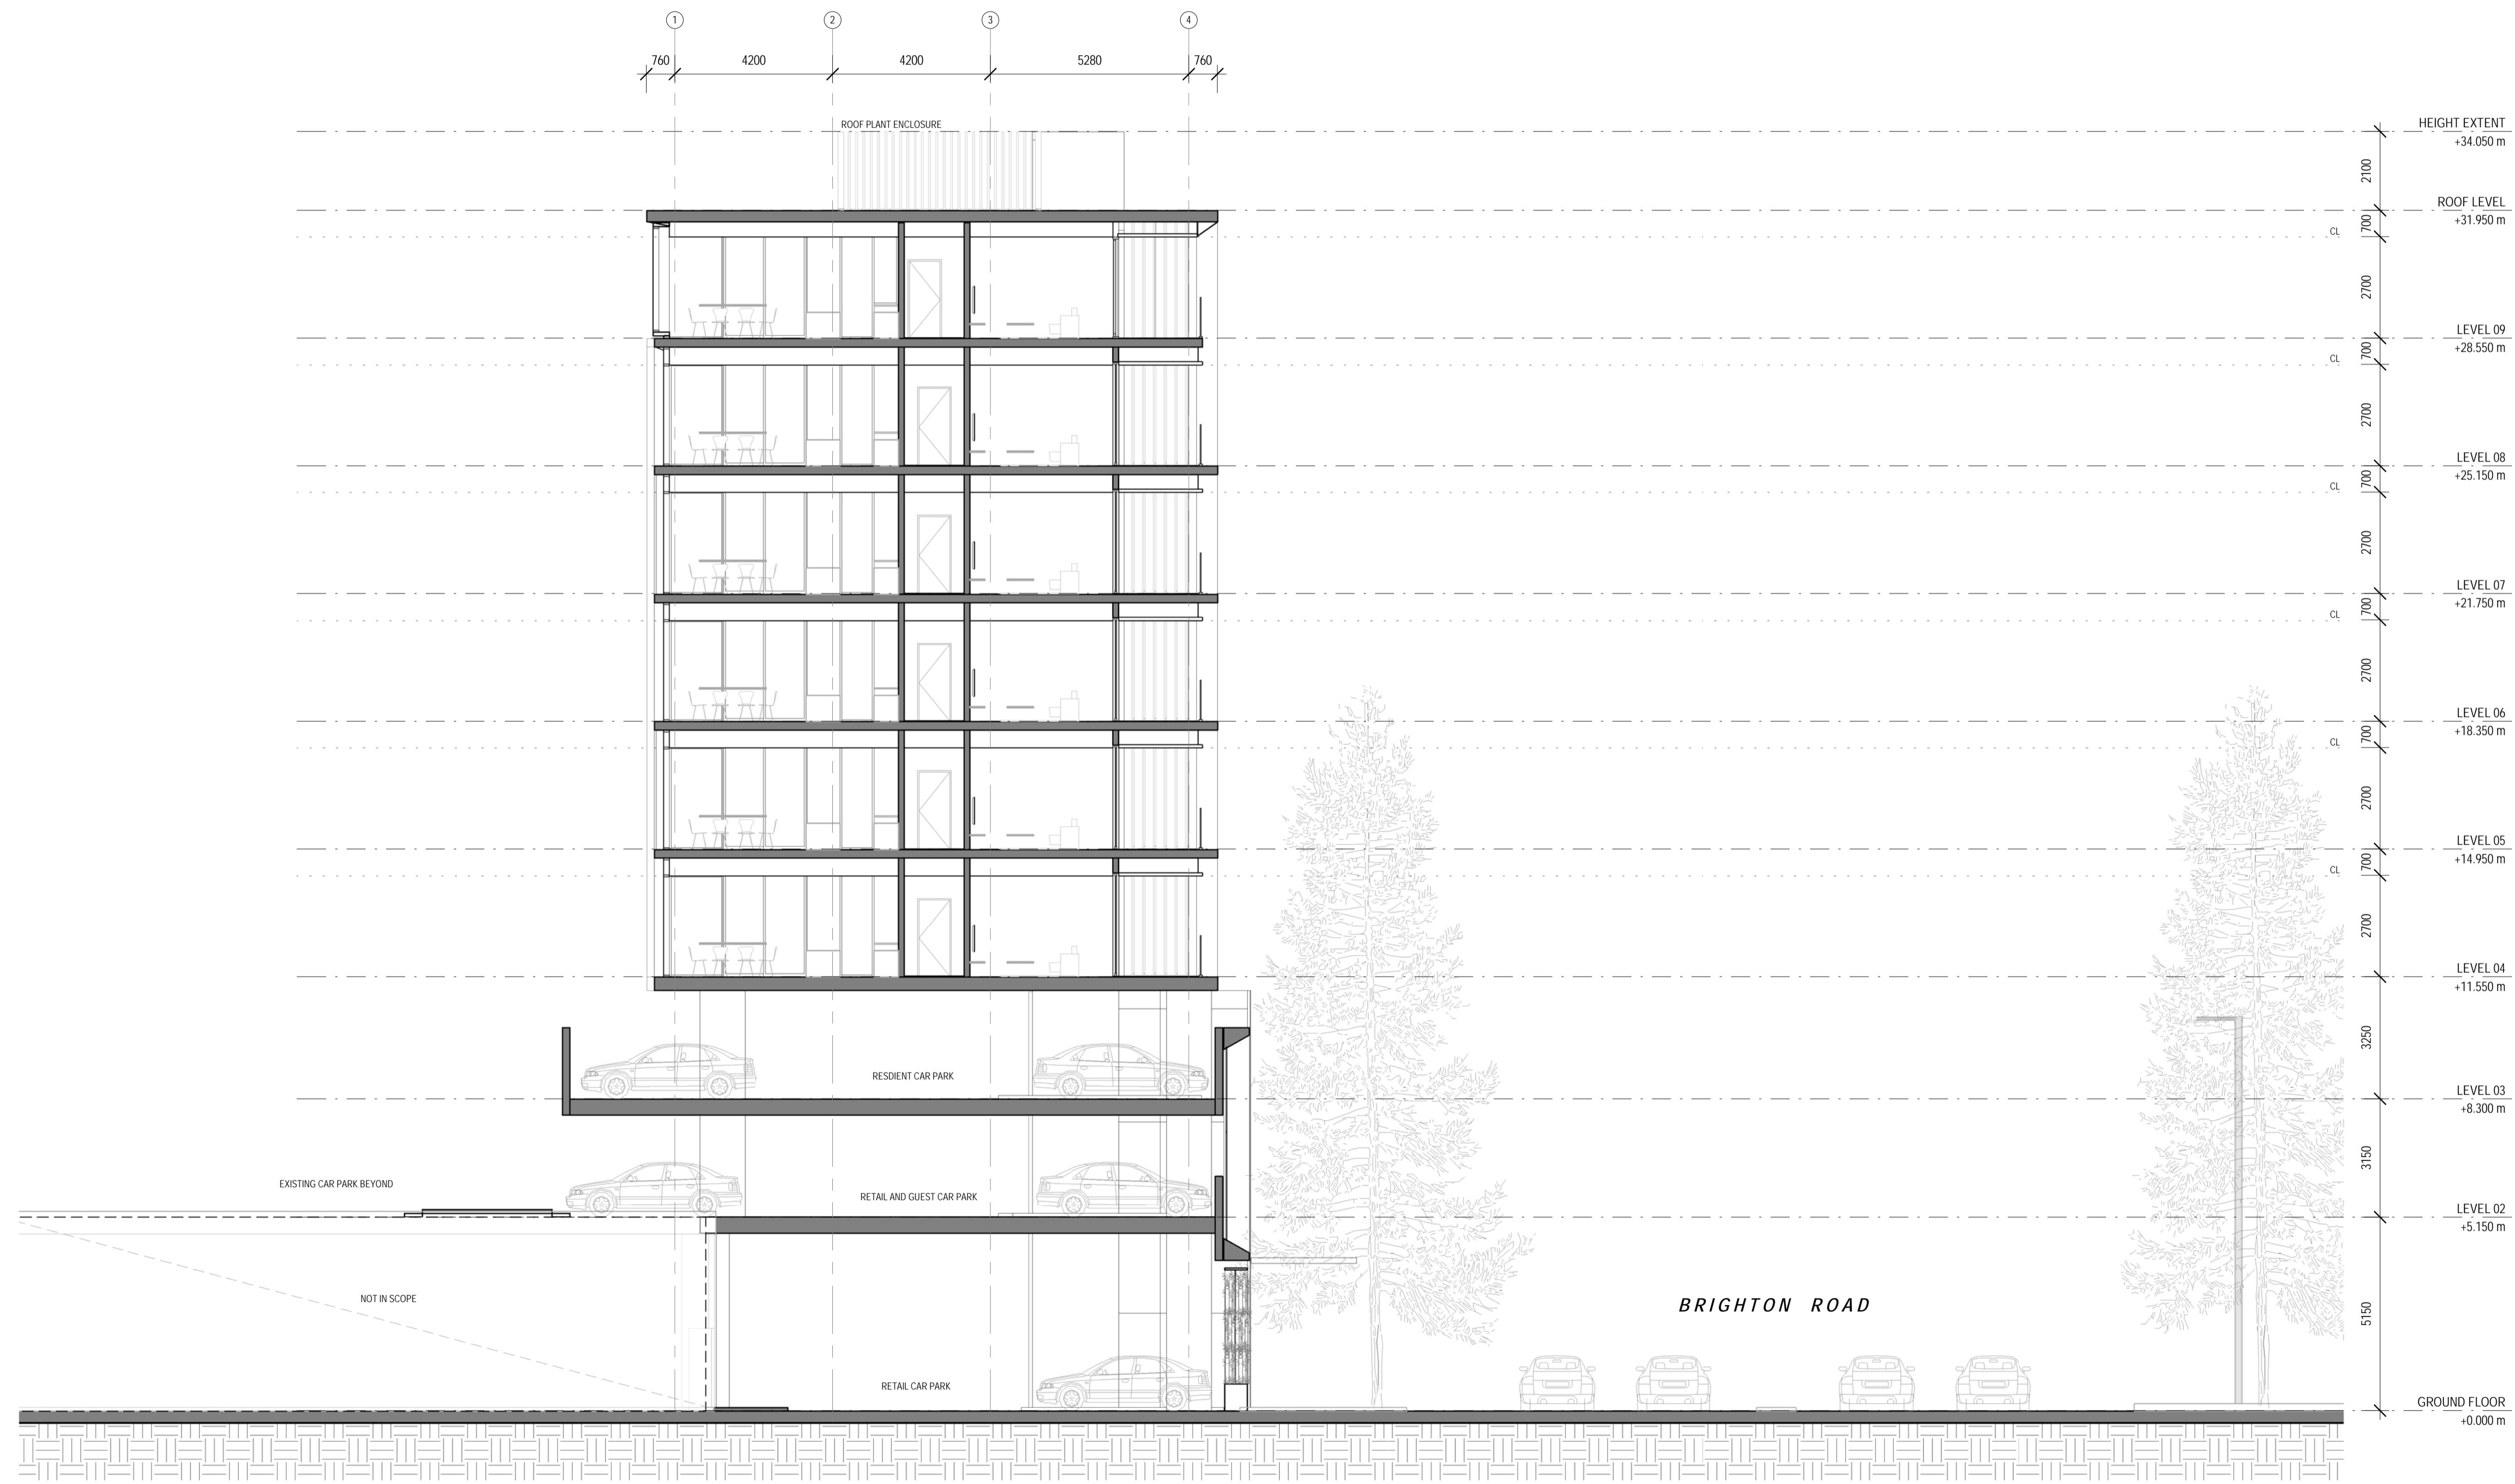 1 2 3 4
760 4200 4200 5280 760
ROOF PLANT ENCLOSURE
HEIGHT EXTENT
+34.050 m
2100
ROOF LEVEL
+31.950 m
700
CL
2700
LEVEL 09
+28.550 m
700
CL
2700
LEVEL 08
+25.150 m
700
CL
2700
LEVEL 07
+21.750 m
700
CL
2700
LEVEL 06
+18.350 m
700
CL
2700
LEVEL 05
+14.950 m
700
CL
2700
LEVEL 04
+11.550 m
3250
RESDIENT CAR PARK
LEVEL 03
+8.300 m
3150
EXISTING CAR PARK BEYOND
RETAIL AND GUEST CAR PARK
LEVEL 02
+5.150 m
NOT IN SCOPE
BRIGHTON ROAD
5150
RETAIL CAR PARK
GROUND FLOOR
+0.000 m